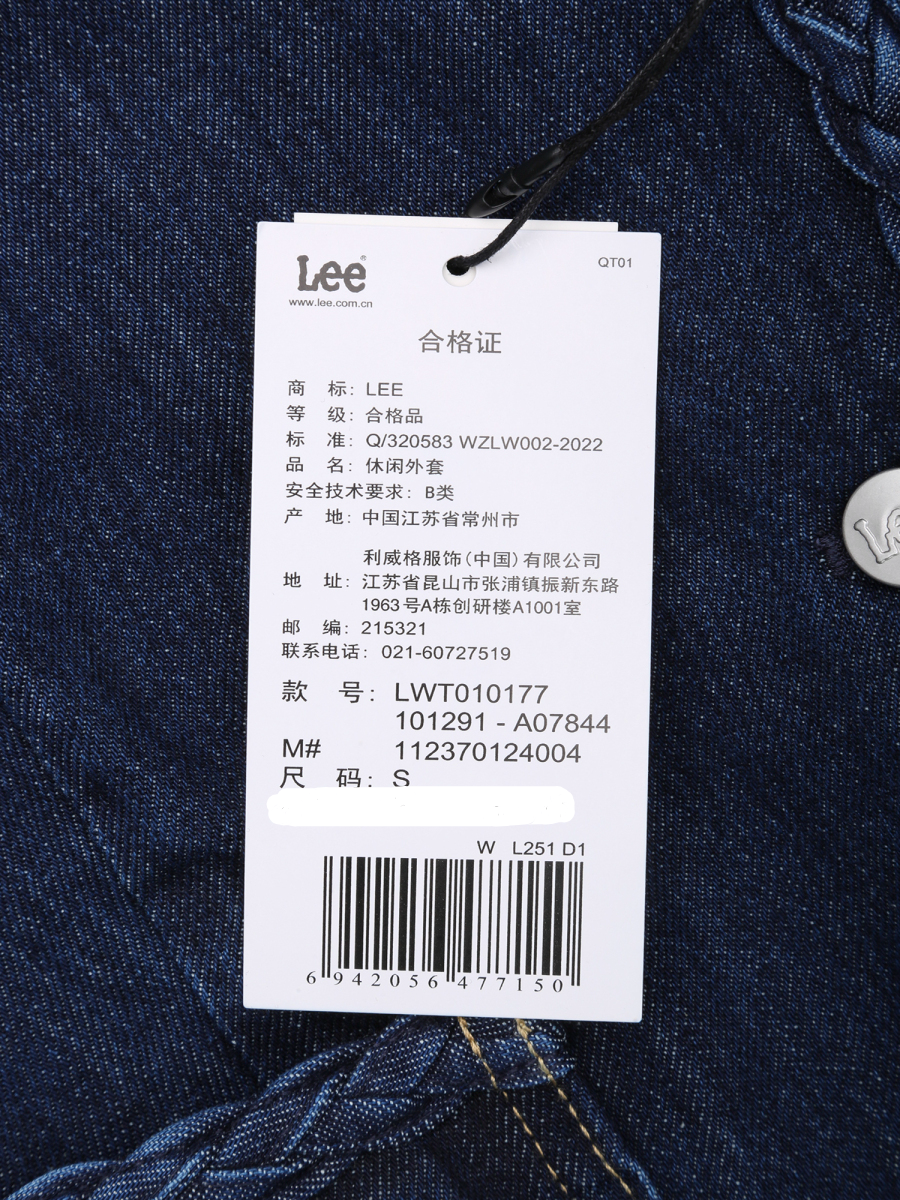 Lee®
QT01
www.lee.com.cn
合格证
商 标: LEE
等 级: 合格品
标 准: Q/320583 WZLW002-2022
品 名: 休闲外套
安全技术要求: B类
产 地: 中国江苏省常州市
利威格服饰(中国)有限公司
地 址: 江苏省昆山市张浦镇振新东路
1963号A栋创研楼A1001室
邮 编: 215321
联系电话: 021-60727519
款 号: LWT010177
101291 - A07844
M# 112370124004
尺 码: S
W L251 D1
6 942056 477150
Lee